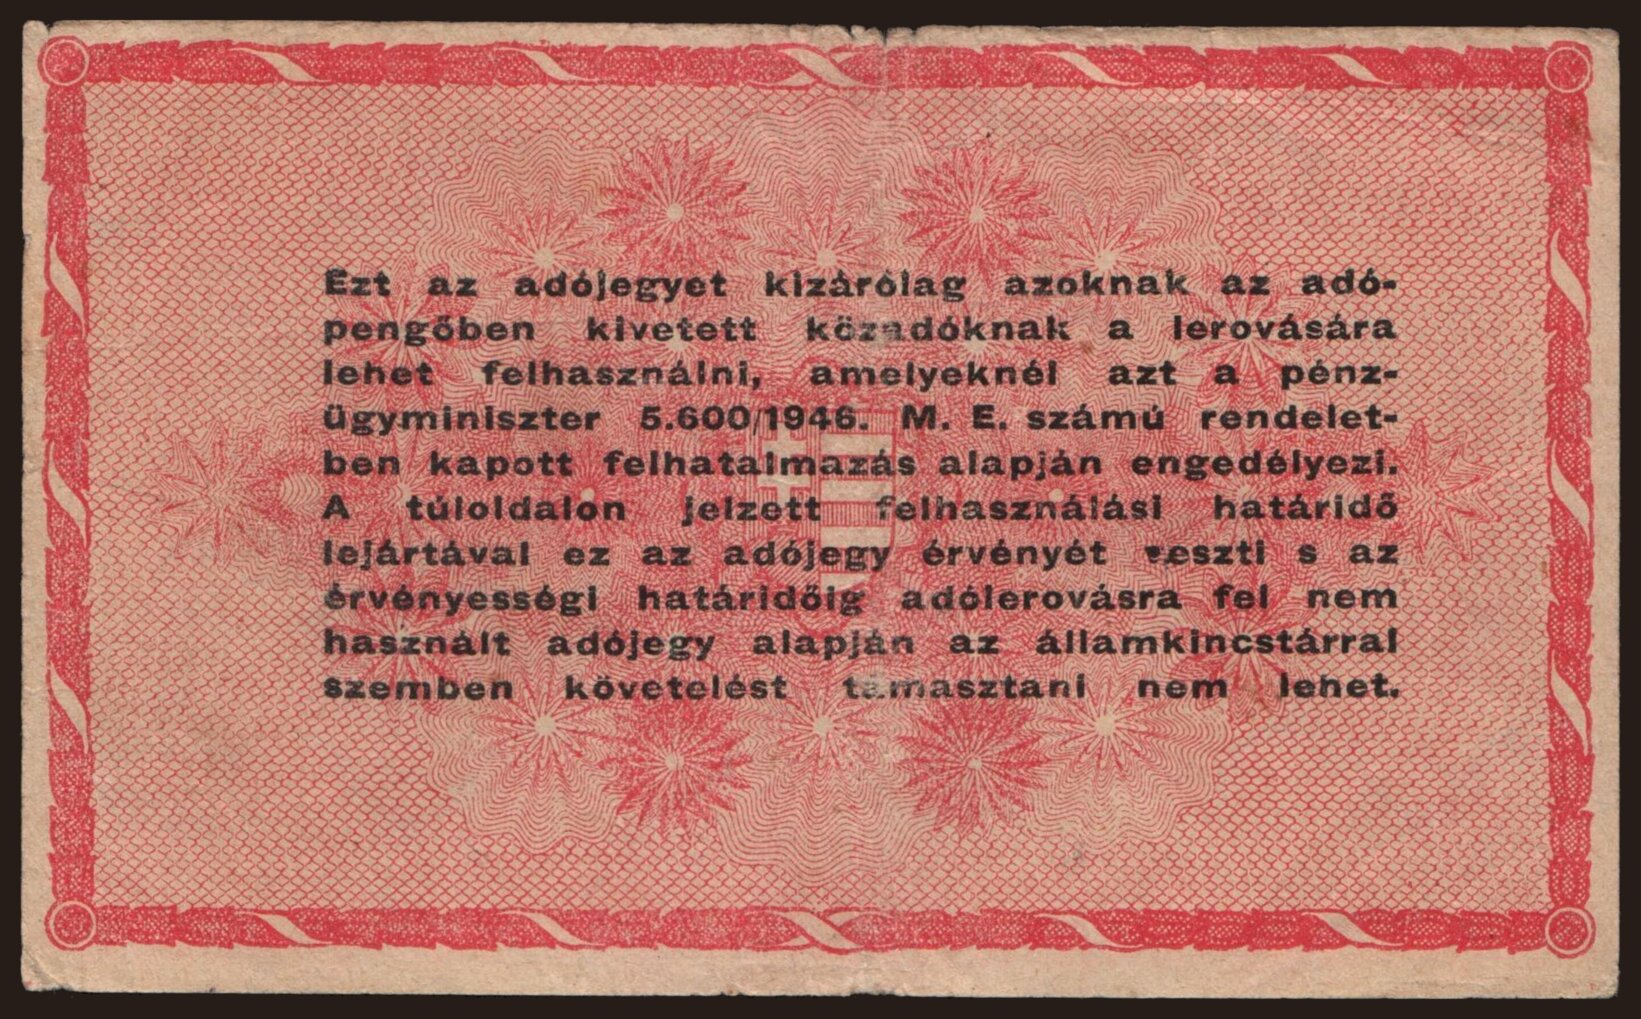 Ezt az adójegyet kizárólag azoknak az adó-
pengőben kivetett közadóknak a lerovására
lehet felhasználni, amelyeknél azt a pénz-
ügyminiszter 5.600/1946. M. E. számú rendelet-
ben kapott felhatalmazás alapján engedélyezi.
A túloldalon jelzett felhasználási határidő
lejártával ez az adójegy érvényét veszti s az
érvényességi határidőig adólerovásra fel nem
használt adójegy alapján az államkincstárral
szemben követelést támasztani nem lehet.